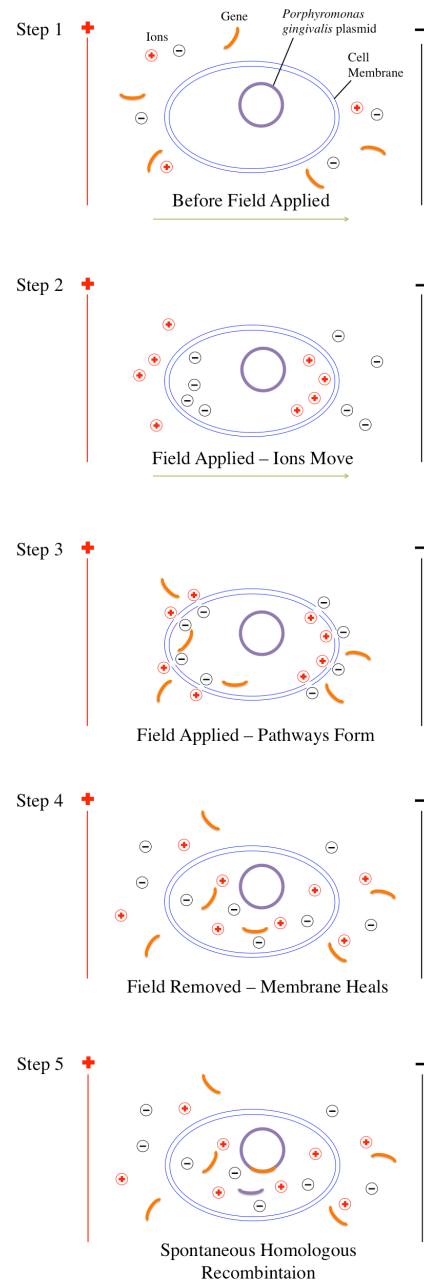 Step 1
Ions
Gene
Porphyromonas
gingivalis plasmid
Cell
Membrane
Before Field Applied
Step 2
Field Applied – Ions Move
Step 3
Field Applied – Pathways Form
Step 4
Field Removed – Membrane Heals
Step 5
Spontaneous Homologous
Recombintaion